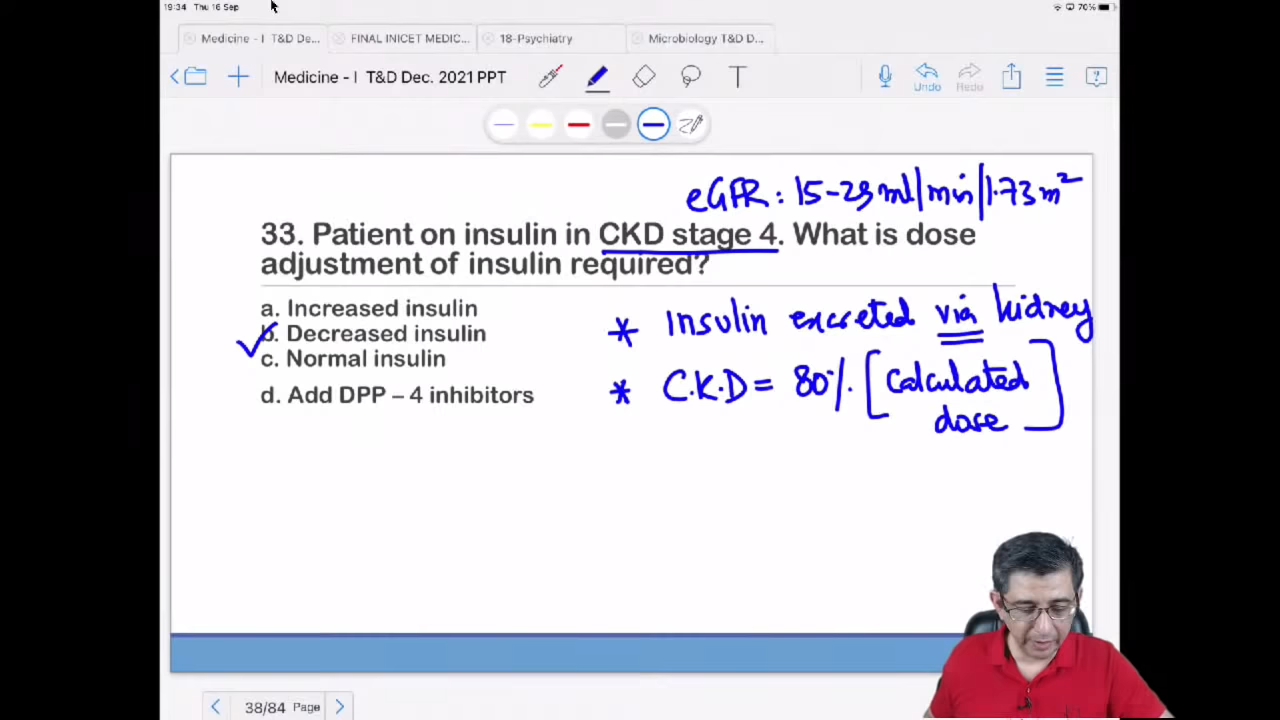 19:34 Thu 16 Sep
70%
Medicine - I T&D De...
FINAL INICET MEDIC...
18-Psychiatry
Microbiology T&D D...
Medicine - I T&D Dec. 2021 PPT
T
Undo
Redo
eGFR : 15-29 ml/min/1.73 m²
33. Patient on insulin in CKD stage 4. What is dose
adjustment of insulin required?
a. Increased insulin
b. Decreased insulin
c. Normal insulin
d. Add DPP – 4 inhibitors
* Insulin excreted via kidney
* C.K.D = 80% [Calculated
dose]
38/84 Page